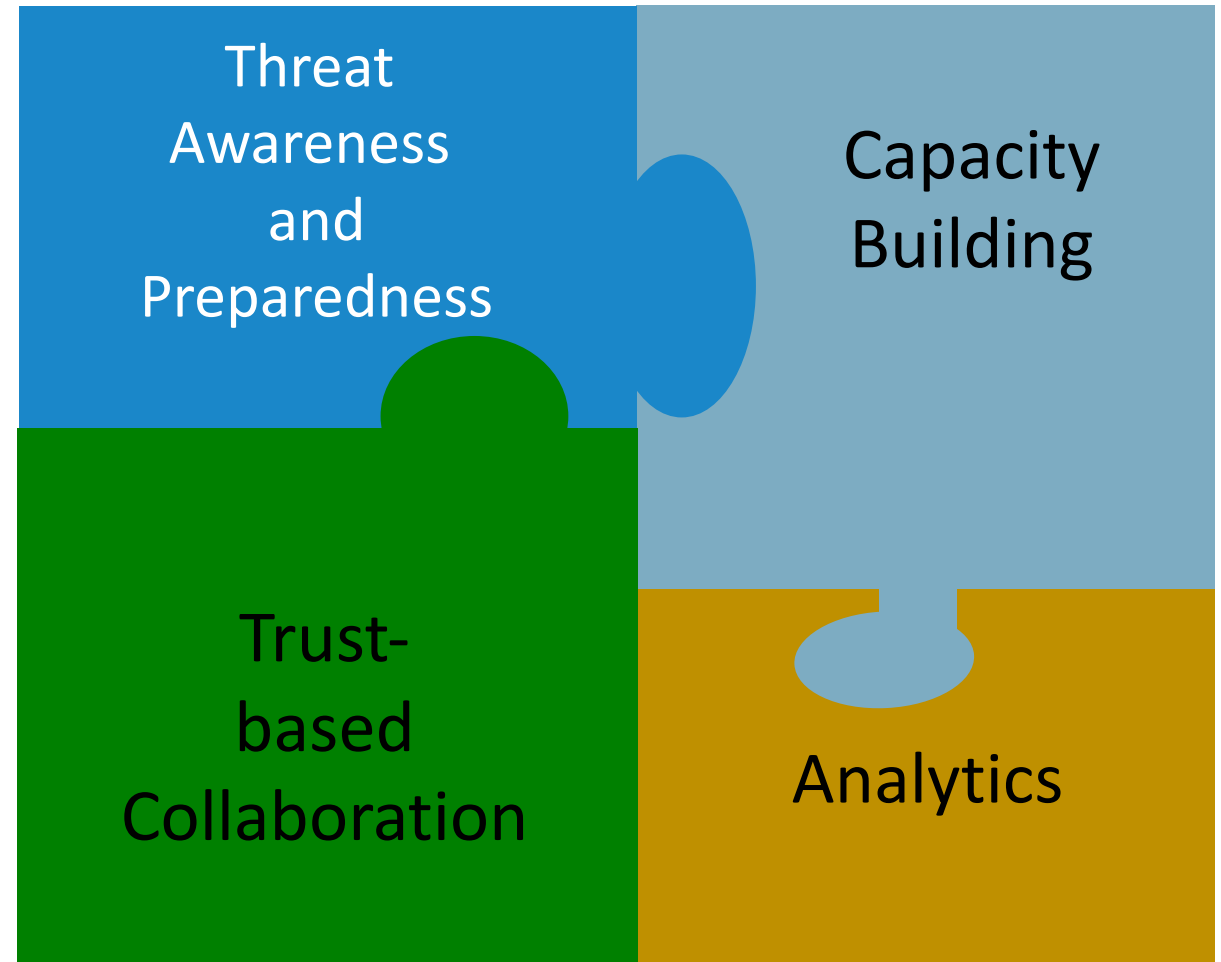 Threat
Awareness
and
Preparedness
Capacity
Building
Trust-
based
Collaboration
Analytics